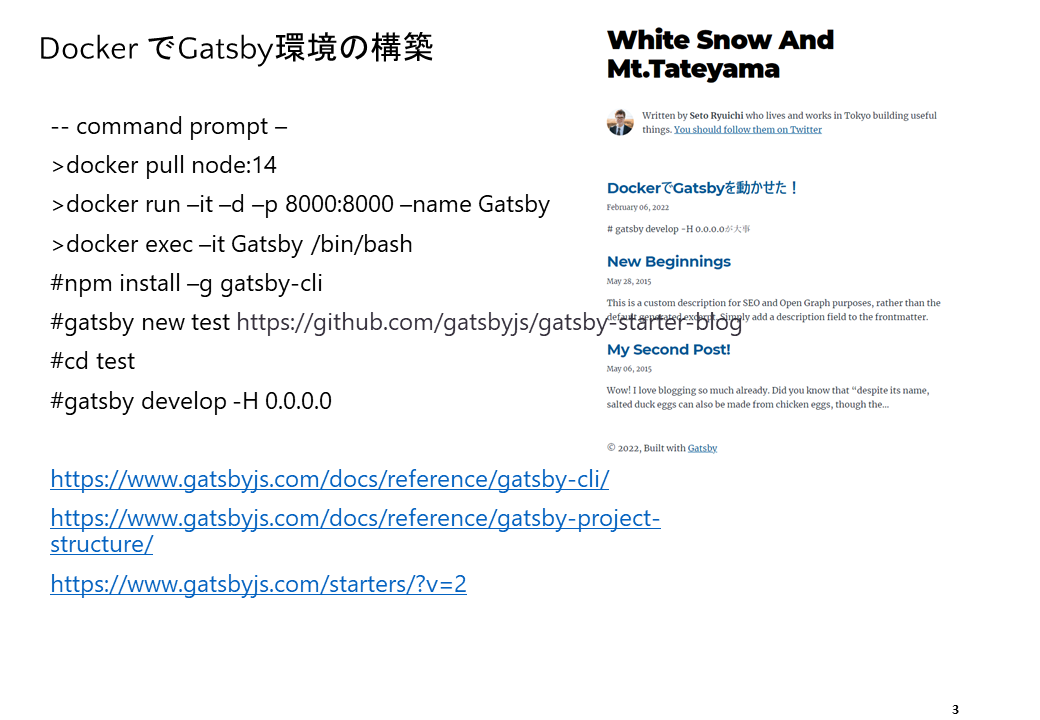 Docker でGatsby環境の構築
-- command prompt –
>docker pull node:14
>docker run –it –d –p 8000:8000 –name Gatsby
>docker exec –it Gatsby /bin/bash
#npm install –g gatsby-cli
#gatsby new test https://github.com/gatsbyjs/gatsby-starter-blog
#cd test
#gatsby develop -H 0.0.0.0
https://www.gatsbyjs.com/docs/reference/gatsby-cli/
https://www.gatsbyjs.com/docs/reference/gatsby-project-
structure/
https://www.gatsbyjs.com/starters/?v=2
White Snow And
Mt.Tateyama
Written by Seto Ryuichi who lives and works in Tokyo building useful
things. You should follow them on Twitter
DockerでGatsbyを動かせた！
February 06, 2022
# gatsby develop -H 0.0.0.0が大事
New Beginnings
May 28, 2015
This is a custom description for SEO and Open Graph purposes, rather than the
default generated excerpt. Simply add a description field to the frontmatter.
My Second Post!
May 06, 2015
Wow! I love blogging so much already. Did you know that “despite its name,
salted duck eggs can also be made from chicken eggs, though the…
© 2022, Built with Gatsby
3